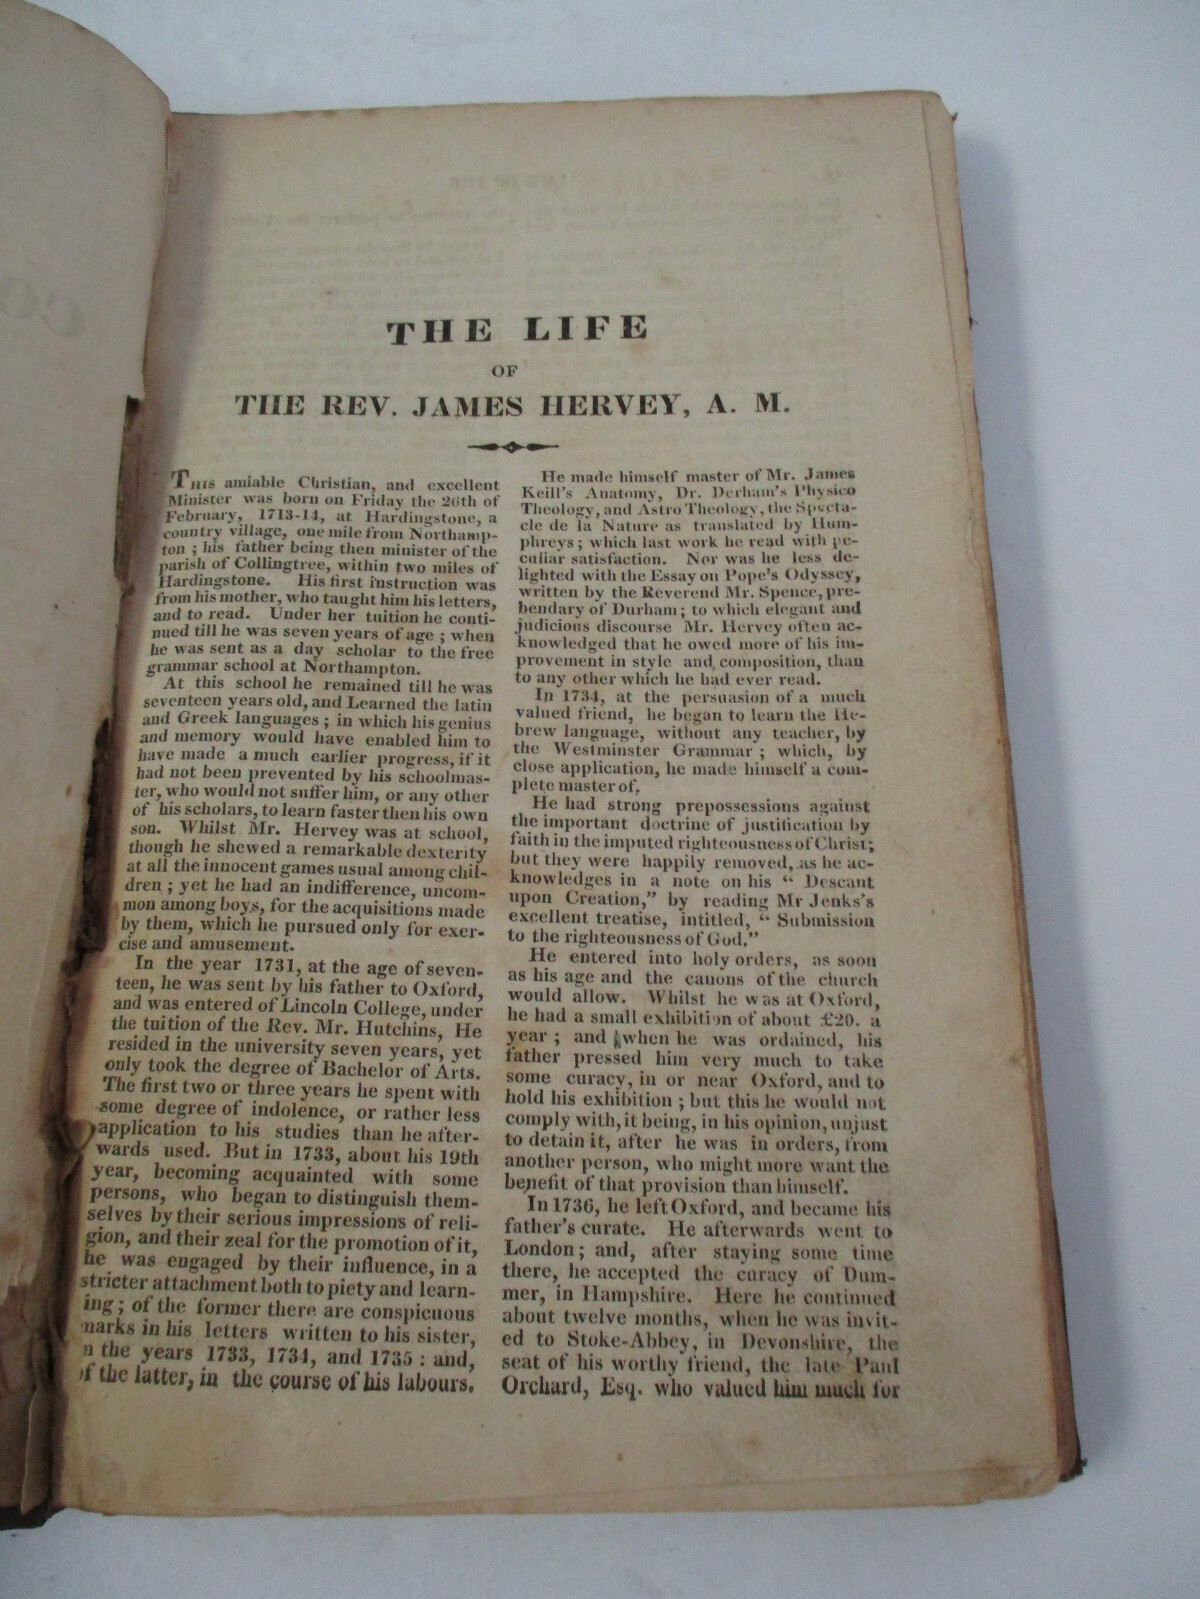 THE LIFE
OF
THE REV. JAMES HERVEY, A. M.
THIS amiable Christian, and excellent
Minister was born on Friday the 26th of
February, 1713-14, at Hardingstone, a
country village, one mile from Northamp-
ton ; his father being then minister of the
parish of Collingtree, within two miles of
Hardingstone. His first instruction was
from his mother, who taught him his letters,
and to read. Under her tuition he conti-
nued till he was seven years of age ; when
he was sent as a day scholar to the free
grammar school at Northampton.
At this school he remained till he was
seventeen years old, and Learned the latin
and Greek languages ; in which his genius
and memory would have enabled him to
have made a much earlier progress, if it
had not been prevented by his schoolmas-
ter, who would not suffer him, or any other
of his scholars, to learn faster then his own
son. Whilst Mr. Hervey was at school,
though he shewed a remarkable dexterity
at all the innocent games usual among chil-
dren ; yet he had an indifference, uncom-
mon among boys, for the acquisitions made
by them, which he pursued only for exer-
cise and amusement.
In the year 1731, at the age of seven-
teen, he was sent by his father to Oxford,
and was entered of Lincoln College, under
the tuition of the Rev. Mr. Hutchins, He
resided in the university seven years, yet
only took the degree of Bachelor of Arts.
The first two or three years he spent with
some degree of indolence, or rather less
application to his studies than he after-
wards used. But in 1733, about his 19th
year, becoming acquainted with some
persons, who began to distinguish them-
selves by their serious impressions of reli-
gion, and their zeal for the promotion of it,
he was engaged by their influence, in a
stricter attachment both to piety and learn-
ing ; of the former there are conspicuous
marks in his letters written to his sister,
n the years 1733, 1734, and 1735 : and,
of the latter, in the course of his labours.
He made himself master of Mr. James
Keill's Anatomy, Dr. Derham's Physico
Theology, and Astro Theology, the Specta-
cle de la Nature as translated by Hum-
phreys ; which last work he read with pe-
culiar satisfaction. Nor was he less de-
lighted with the Essay on Pope's Odyssey,
written by the Reverend Mr. Spence, pre-
bendary of Durham ; to which elegant and
judicious discourse Mr. Hervey often ac-
knowledged that he owed more of his im-
provement in style and composition, than
to any other which he had ever read.
In 1734, at the persuasion of a much
valued friend, he began to learn the He-
brew language, without any teacher, by
the Westminster Grammar ; which, by
close application, he made himself a com-
plete master of.
He had strong prepossessions against
the important doctrine of justification by
faith in the imputed righteousness of Christ;
but they were happily removed, as he ac-
knowledges in a note on his " Descant
upon Creation," by reading Mr Jenks's
excellent treatise, intitled, " Submission
to the righteousness of God."
He entered into holy orders, as soon
as his age and the canons of the church
would allow. Whilst he was at Oxford,
he had a small exhibition of about £20. a
year ; and when he was ordained, his
father pressed him very much to take
some curacy, in or near Oxford, and to
hold his exhibition ; but this he would not
comply with, it being, in his opinion, unjust
to detain it, after he was in orders, from
another person, who might more want the
benefit of that provision than himself.
In 1736, he left Oxford, and became his
father's curate. He afterwards went to
London ; and, after staying some time
there, he accepted the curacy of Dum-
mer, in Hampshire. Here he continued
about twelve months, when he was invit-
ed to Stoke-Abbey, in Devonshire, the
seat of his worthy friend, the late Paul
Orchard, Esq. who valued him much for